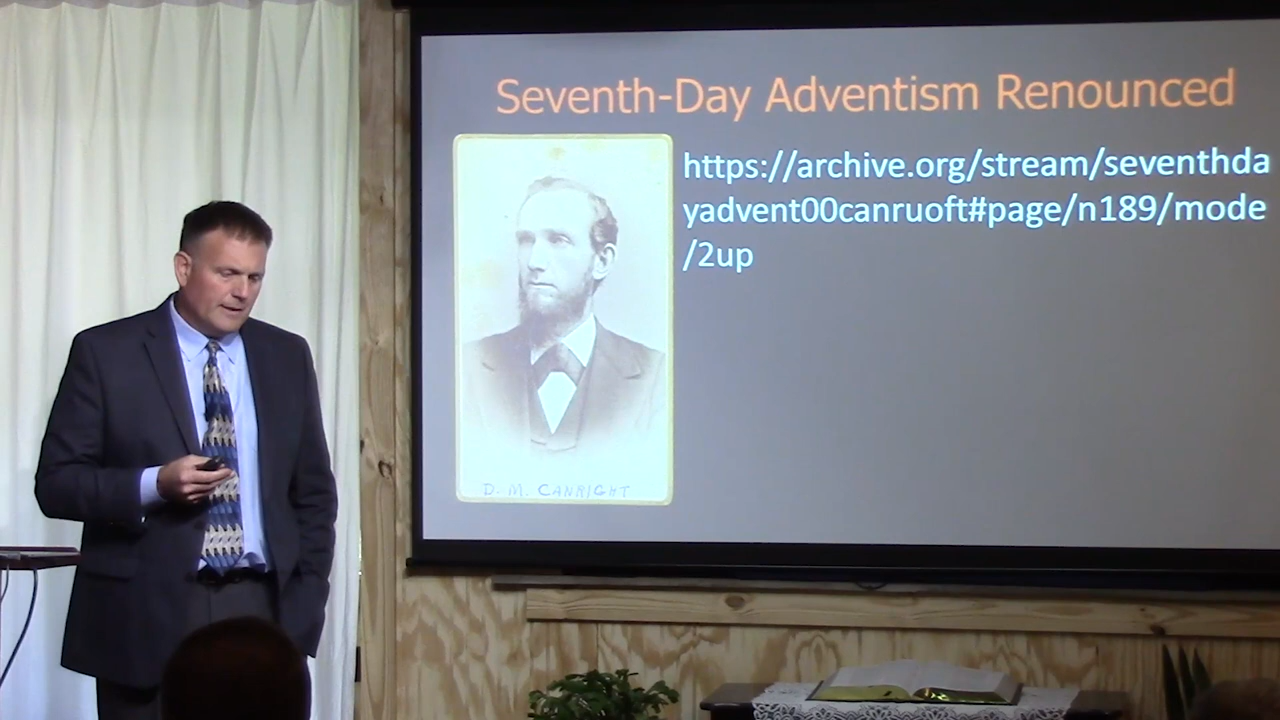 Seventh-Day Adventism Renounced
https://archive.org/stream/seventhda
yadvent00canruoft#page/n189/mode
/2up
D. M. CANRIGHT